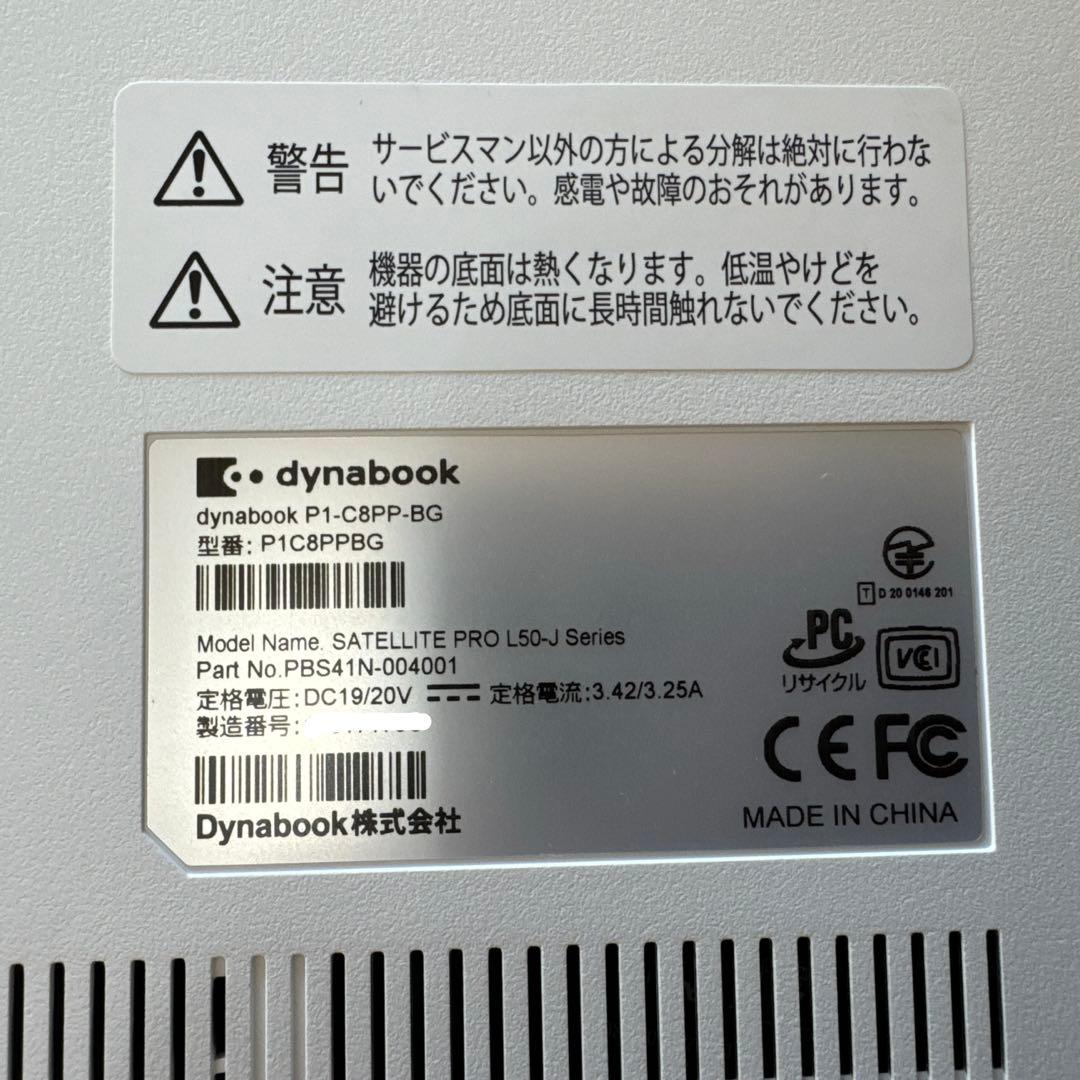 警告
サービスマン以外の方による分解は絶対に行わな
いでください。感電や故障のおそれがあります。
注意
機器の底面は熱くなります。低温やけどを
避けるため底面に長時間触れないでください。
dynabook
dynabook P1-C8PP-BG
型番: P1C8PPBG
Model Name. SATELLITE PRO L50-J Series
Part No.PBS41N-004001
定格電圧:DC19/20V 定格電流:3.42/3.25A
製造番号:
Dynabook株式会社
T D 20 0146 201
PC
リサイクル
VCCI
CE FC
MADE IN CHINA